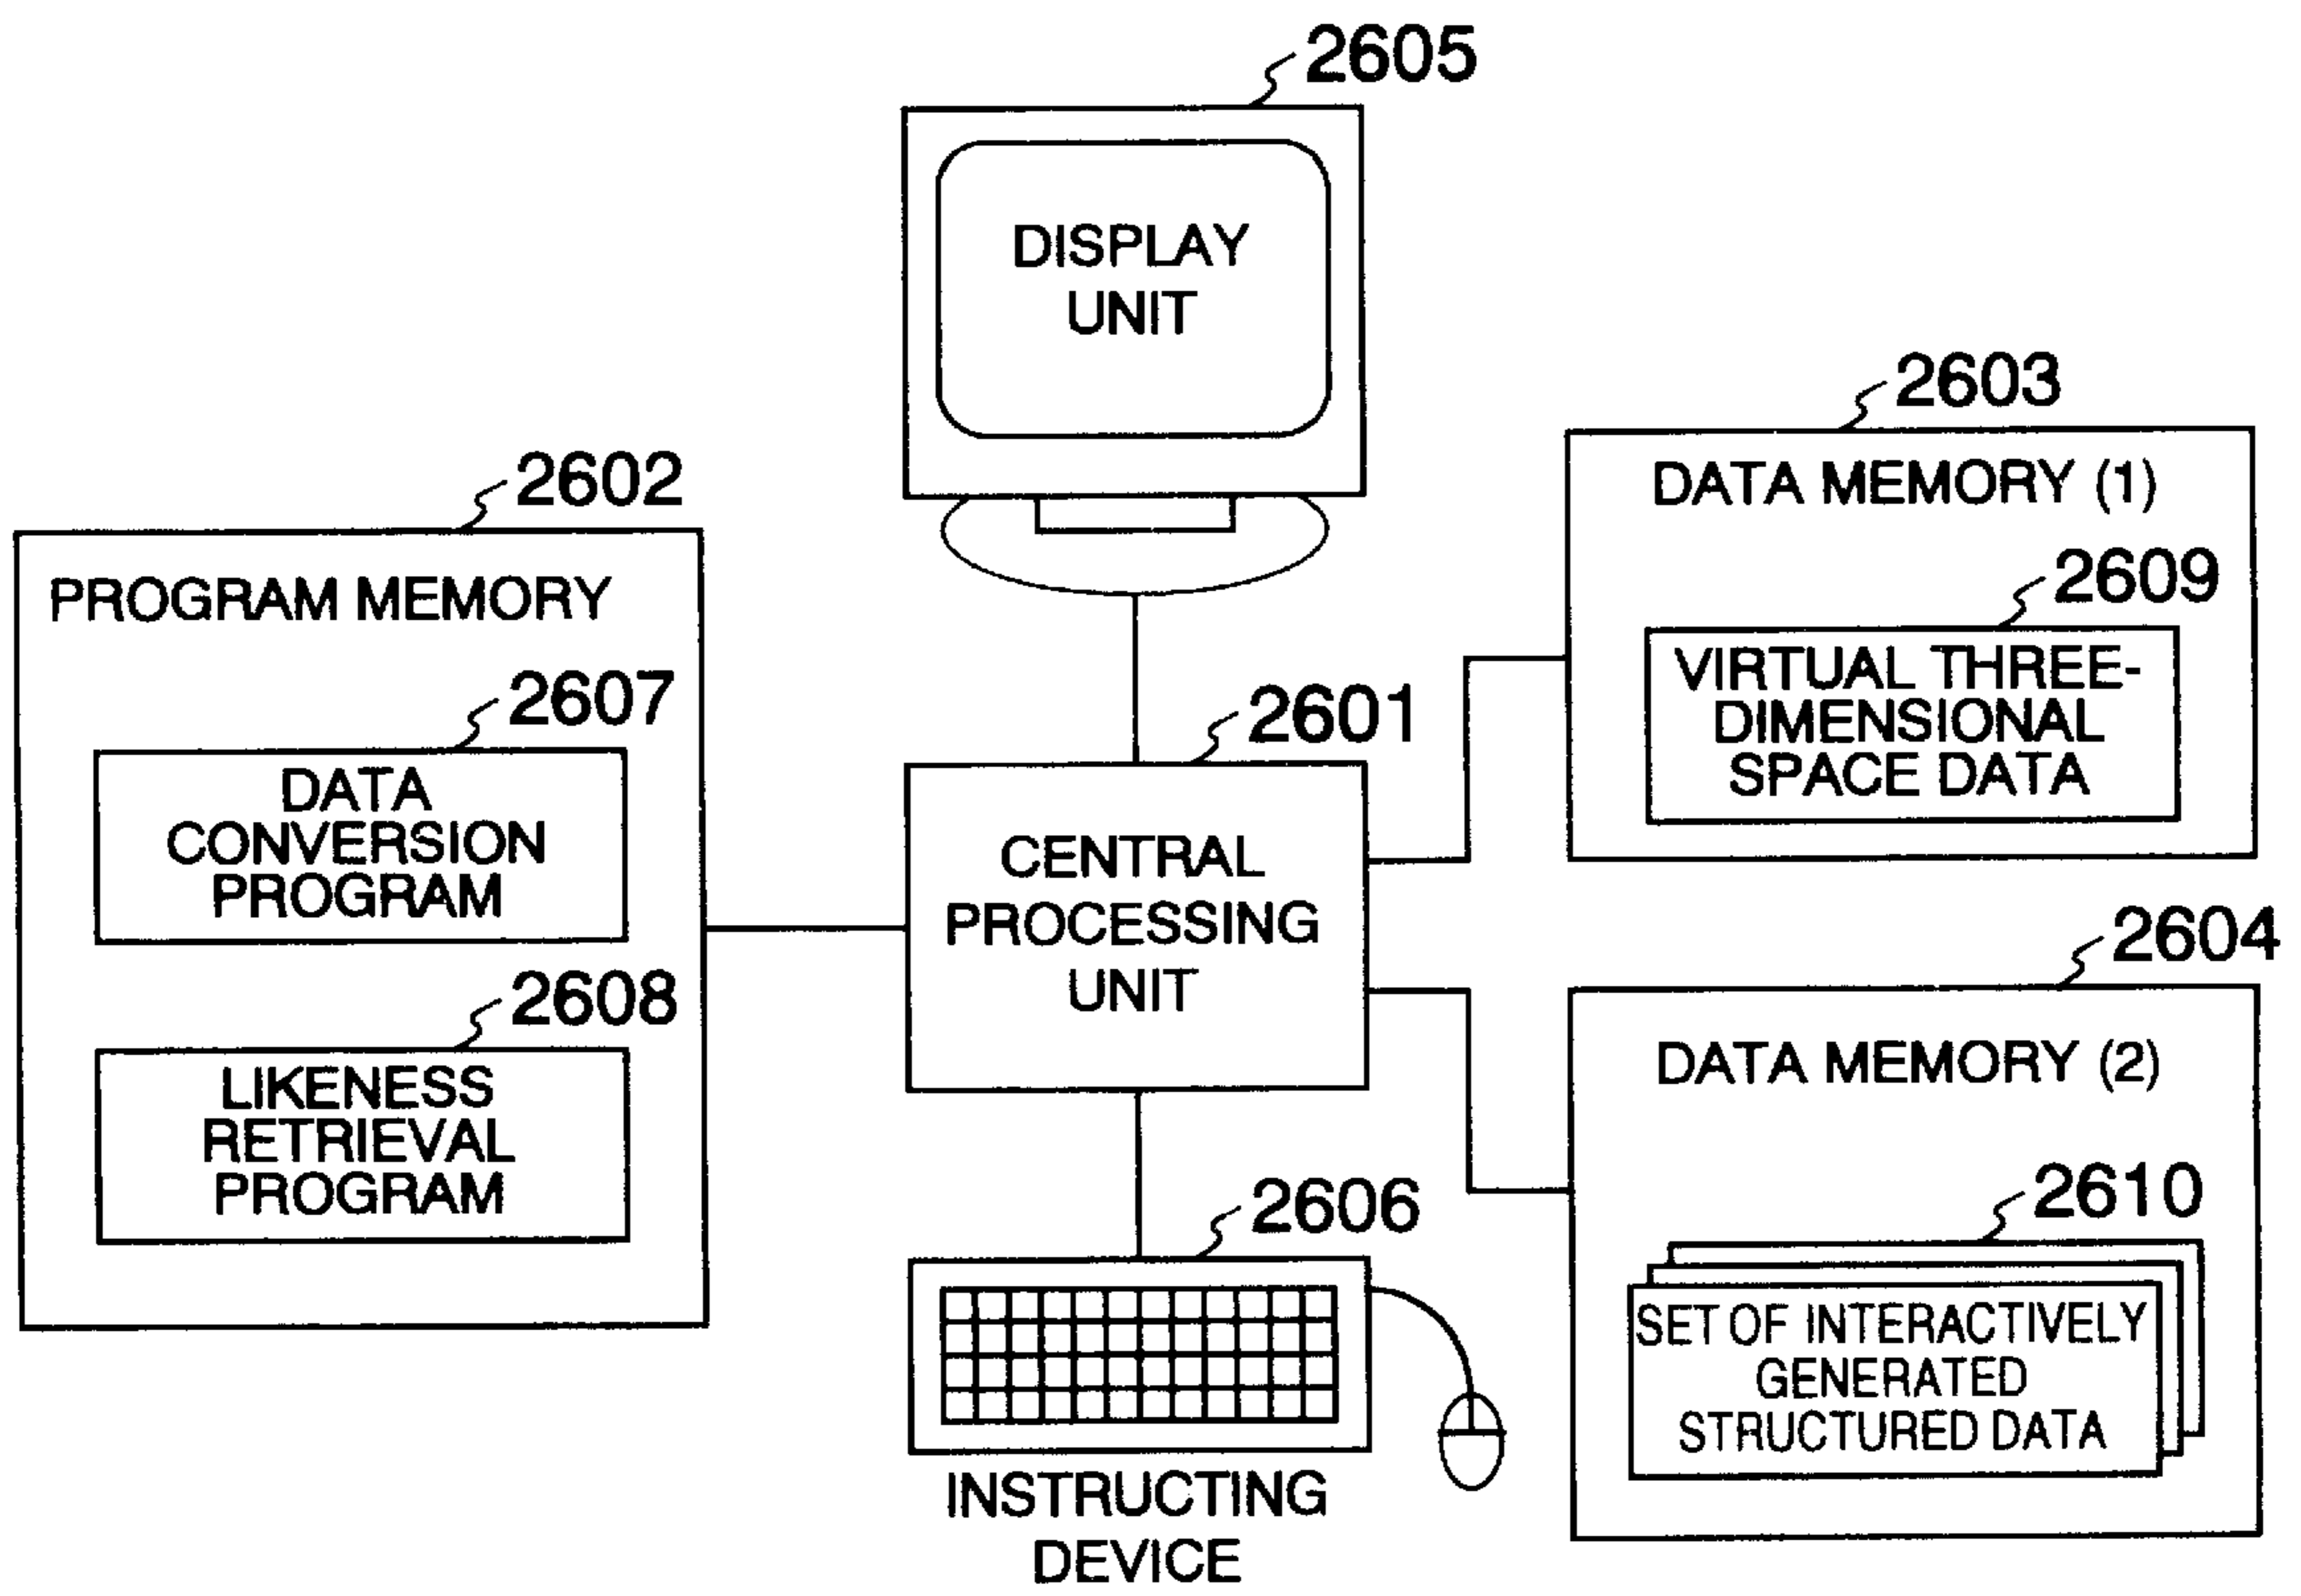 2605
DISPLAY
UNIT
2602
PROGRAM MEMORY
2607
DATA
CONVERSION
PROGRAM
2608
LIKENESS
RETRIEVAL
PROGRAM
2601
CENTRAL
PROCESSING
UNIT
2606
INSTRUCTING
DEVICE
2603
DATA MEMORY (1)
2609
VIRTUAL THREE-
DIMENSIONAL
SPACE DATA
2604
DATA MEMORY (2)
2610
SET OF INTERACTIVELY
GENERATED
STRUCTURED DATA